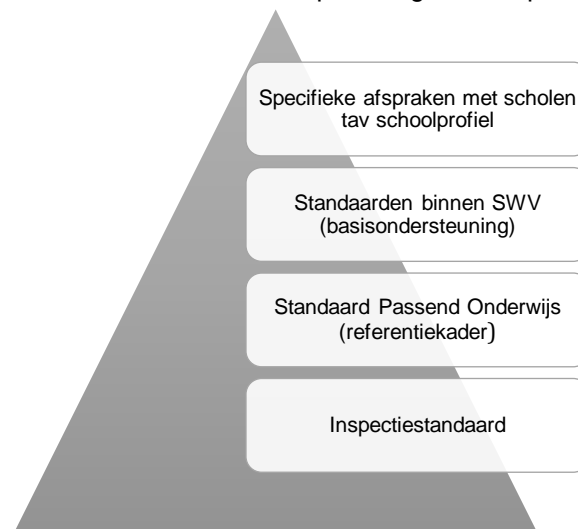 Specifieke afspraken met scholen
tav schoolprofiel
Standaarden binnen SWV
(basisondersteuning)
Standaard Passend Onderwijs
(referentiekader)
Inspectiestandaard